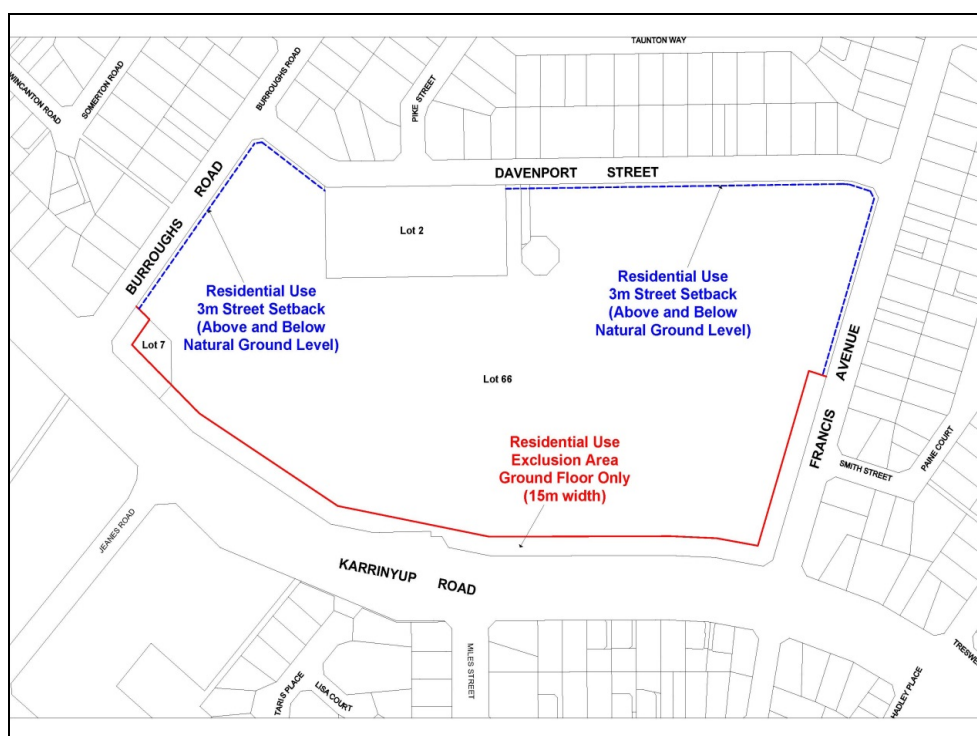 TAUNTON WAY
WINCANTON ROAD
SOMERTON ROAD
BURROUGHS ROAD
PIKE STREET
DAVENPORT STREET
BURROUGHS ROAD
Lot 2
Residential Use
3m Street Setback
(Above and Below
Natural Ground Level)
Residential Use
3m Street Setback
(Above and Below
Natural Ground Level)
Lot 7
Lot 66
FRANCIS AVENUE
Residential Use
Exclusion Area
Ground Floor Only
(15m width)
SMITH STREET
PAINE COURT
JEANES ROAD
KARRINYUP ROAD
MILES STREET
TARLS PLACE
LISA COURT
HADLEY PLACE